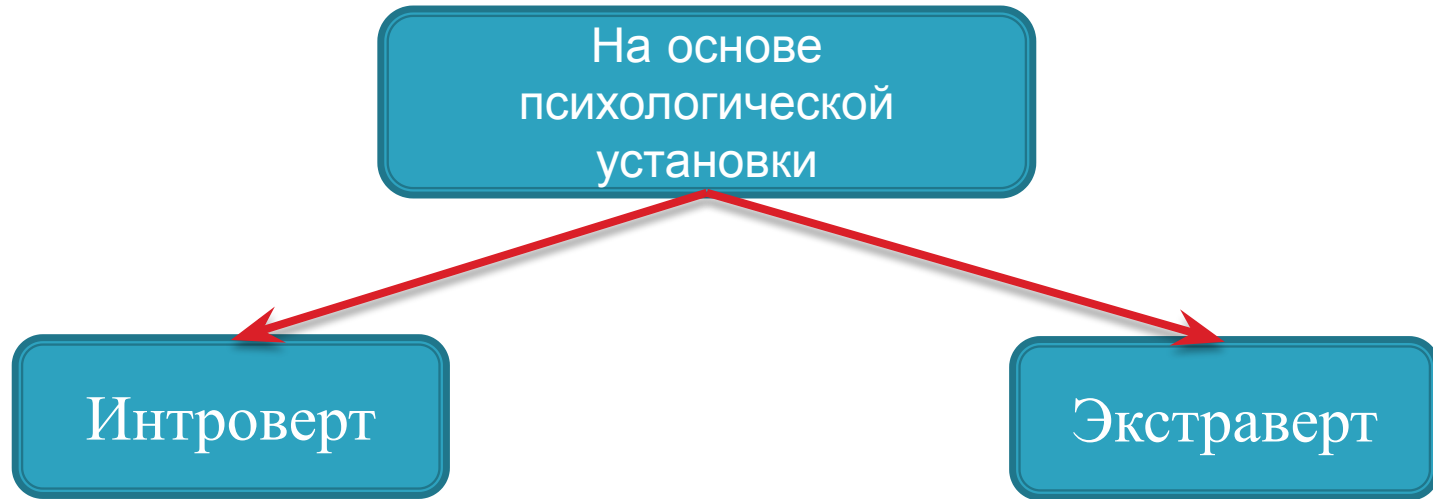 На основе
психологической
установки
Интроверт
Экстраверт